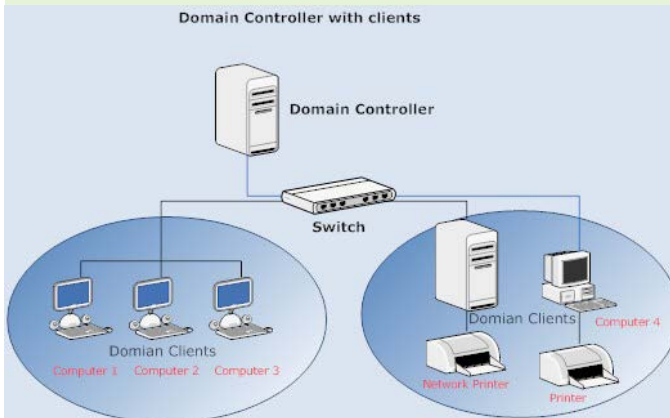 Domain Controller with clients
Domain Controller
Switch
Domian Clients
Computer 1
Computer 2
Computer 3
Domian Clients
Computer 4
Network Printer
Printer